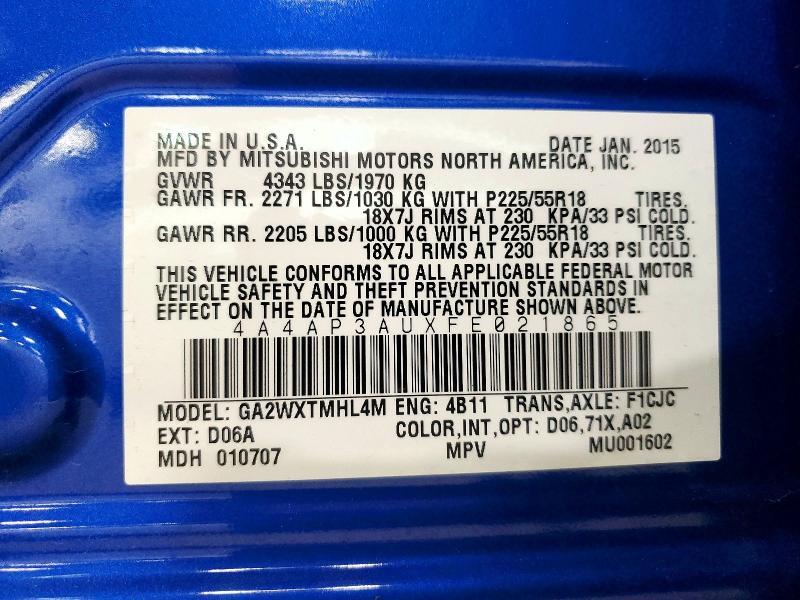 MADE IN U.S.A. DATE JAN. 2015
MFD BY MITSUBISHI MOTORS NORTH AMERICA, INC.
GVWR 4343 LBS/1970 KG
GAWR FR. 2271 LBS/1030 KG WITH P225/55R18 TIRES.
18X7J RIMS AT 230 KPA/33 PSI COLD.
GAWR RR. 2205 LBS/1000 KG WITH P225/55R18 TIRES.
18X7J RIMS AT 230 KPA/33 PSI COLD.
THIS VEHICLE CONFORMS TO ALL APPLICABLE FEDERAL MOTOR
VEHICLE SAFETY AND THEFT PREVENTION STANDARDS IN
EFFECT ON THE DATE OF MANUFACTURE SHOWN ABOVE.
4A4AP3AUXFE021865
MODEL: GA2WXTMHL4M ENG: 4B11 TRANS,AXLE: F1CJC
EXT: D06A COLOR,INT,OPT: D06,71X,A02
MDH 010707 MPV MU001602